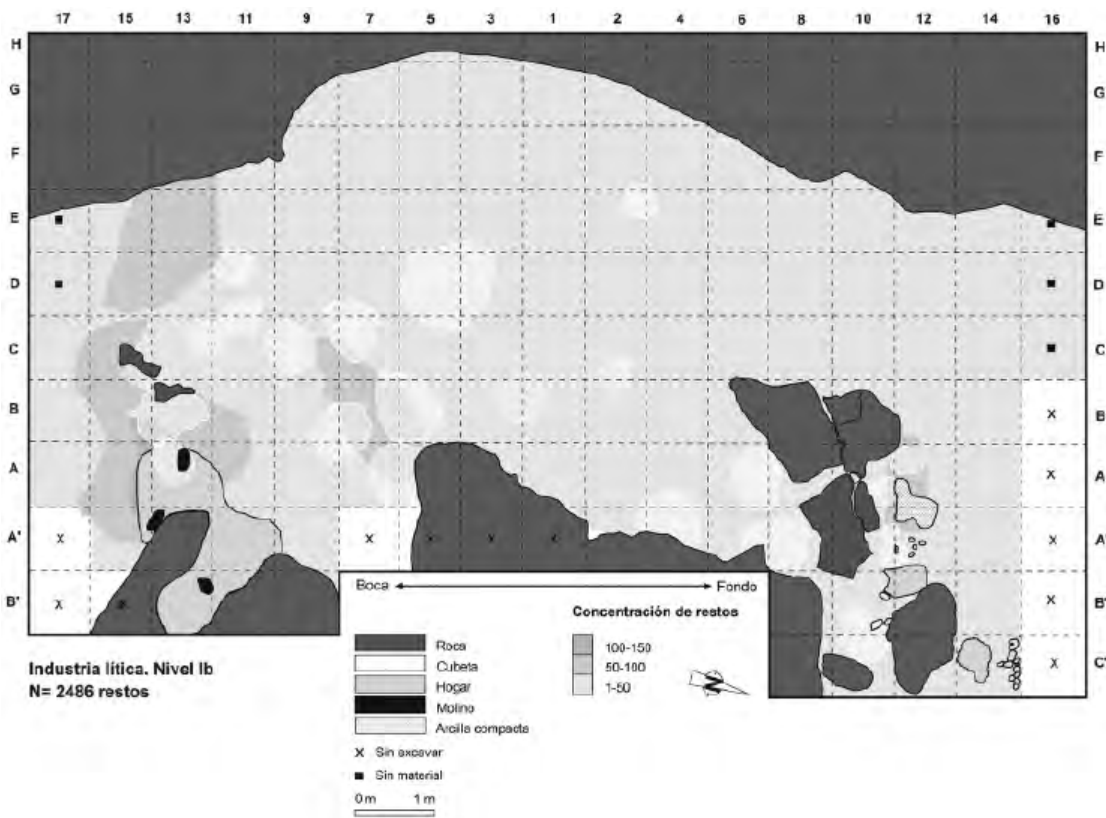 17 15 13 11 9 7 5 3 1 2 4 6 8 10 12 14 16
H H
G G
F F
E E
D D
C C
B B
A A
A' A'
B' B'
C'
Boca Fondo
Roca
Cubeta
Hogar
Molino
Arcilla compacta
x Sin excavar
Sin material
0 m 1 m
Concentración de restos
100-150
50-100
1-50
N
Industria lítica. Nivel Ib
N= 2486 restos